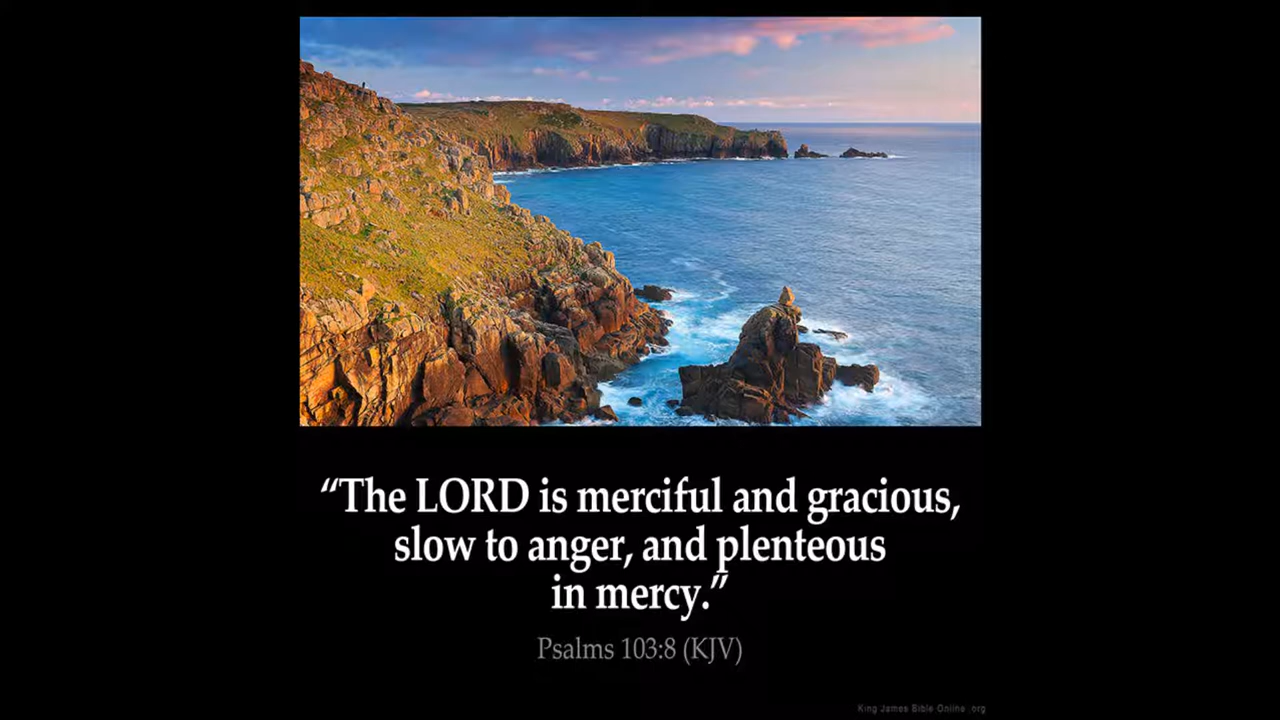 “The LORD is merciful and gracious,
slow to anger, and plenteous
in mercy.”
Psalms 103:8 (KJV)
King James Bible Online .org